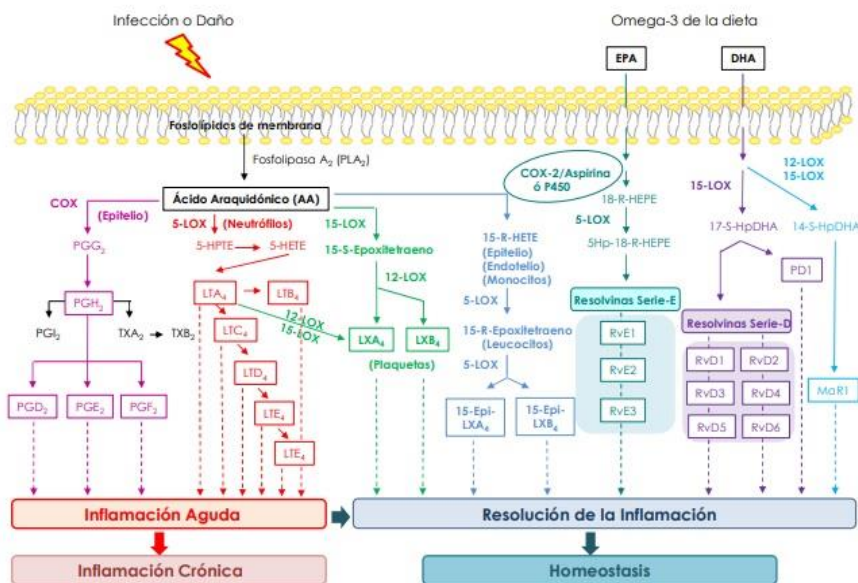 Infección o Daño
Omega-3 de la dieta
EPA
DHA
Fosfolípidos de membrana
Fosfolipasa A₂ (PLA₂)
Ácido Araquidónico (AA)
COX-2/Aspirina
ó P450
12-LOX
15-LOX
15-LOX
COX
(Epitelio)
5-LOX
(Neutrófilos)
15-LOX
18-R-HEPE
5-LOX
17-S-HpDHA
14-S-HpDHA
PGG₂
5-HPTE
5-HETE
15-S-Epoxitetraeno
15-R-HETE
(Epitelio)
(Endotelio)
(Monocitos)
5Hp-18-R-HEPE
PD1
12-LOX
PGH₂
LTA₄
LTB₄
5-LOX
Resolvinas Serie-E
Resolvinas Serie-D
PGI₂
TXA₂
TXB₂
LTC₄
12-LOX
15-LOX
LXA₄
LXB₄
(Plaquetas)
15-R-Epoxitetraeno
(Leucocitos)
5-LOX
RvE1
RvE2
RvE3
RvD1
RvD2
RvD3
RvD4
RvD5
RvD6
MaR1
LTD₄
LTE₄
LTE₄
PGD₂
PGE₂
PGF₂
15-Epi-
LXA₄
15-Epi-
LXB₄
Inflamación Aguda
Resolución de la Inflamación
Inflamación Crónica
Homeostasis